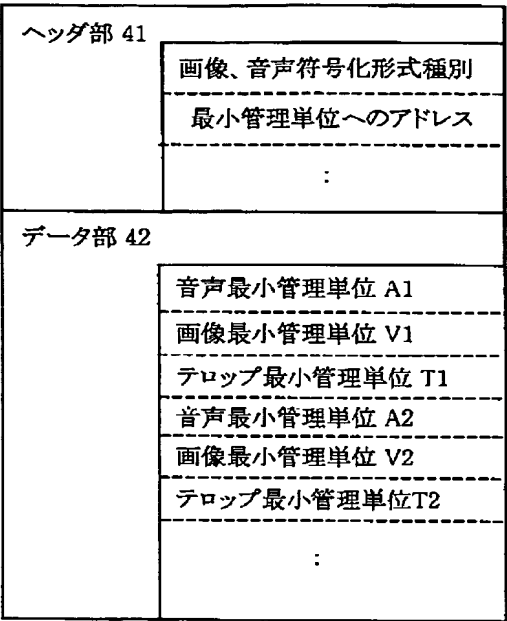 ヘッダ部 41
画像、音声符号化形式種別
最小管理単位へのアドレス
:
データ部 42
音声最小管理単位 A1
画像最小管理単位 V1
テロップ最小管理単位 T1
音声最小管理単位 A2
画像最小管理単位 V2
テロップ最小管理単位T2
: